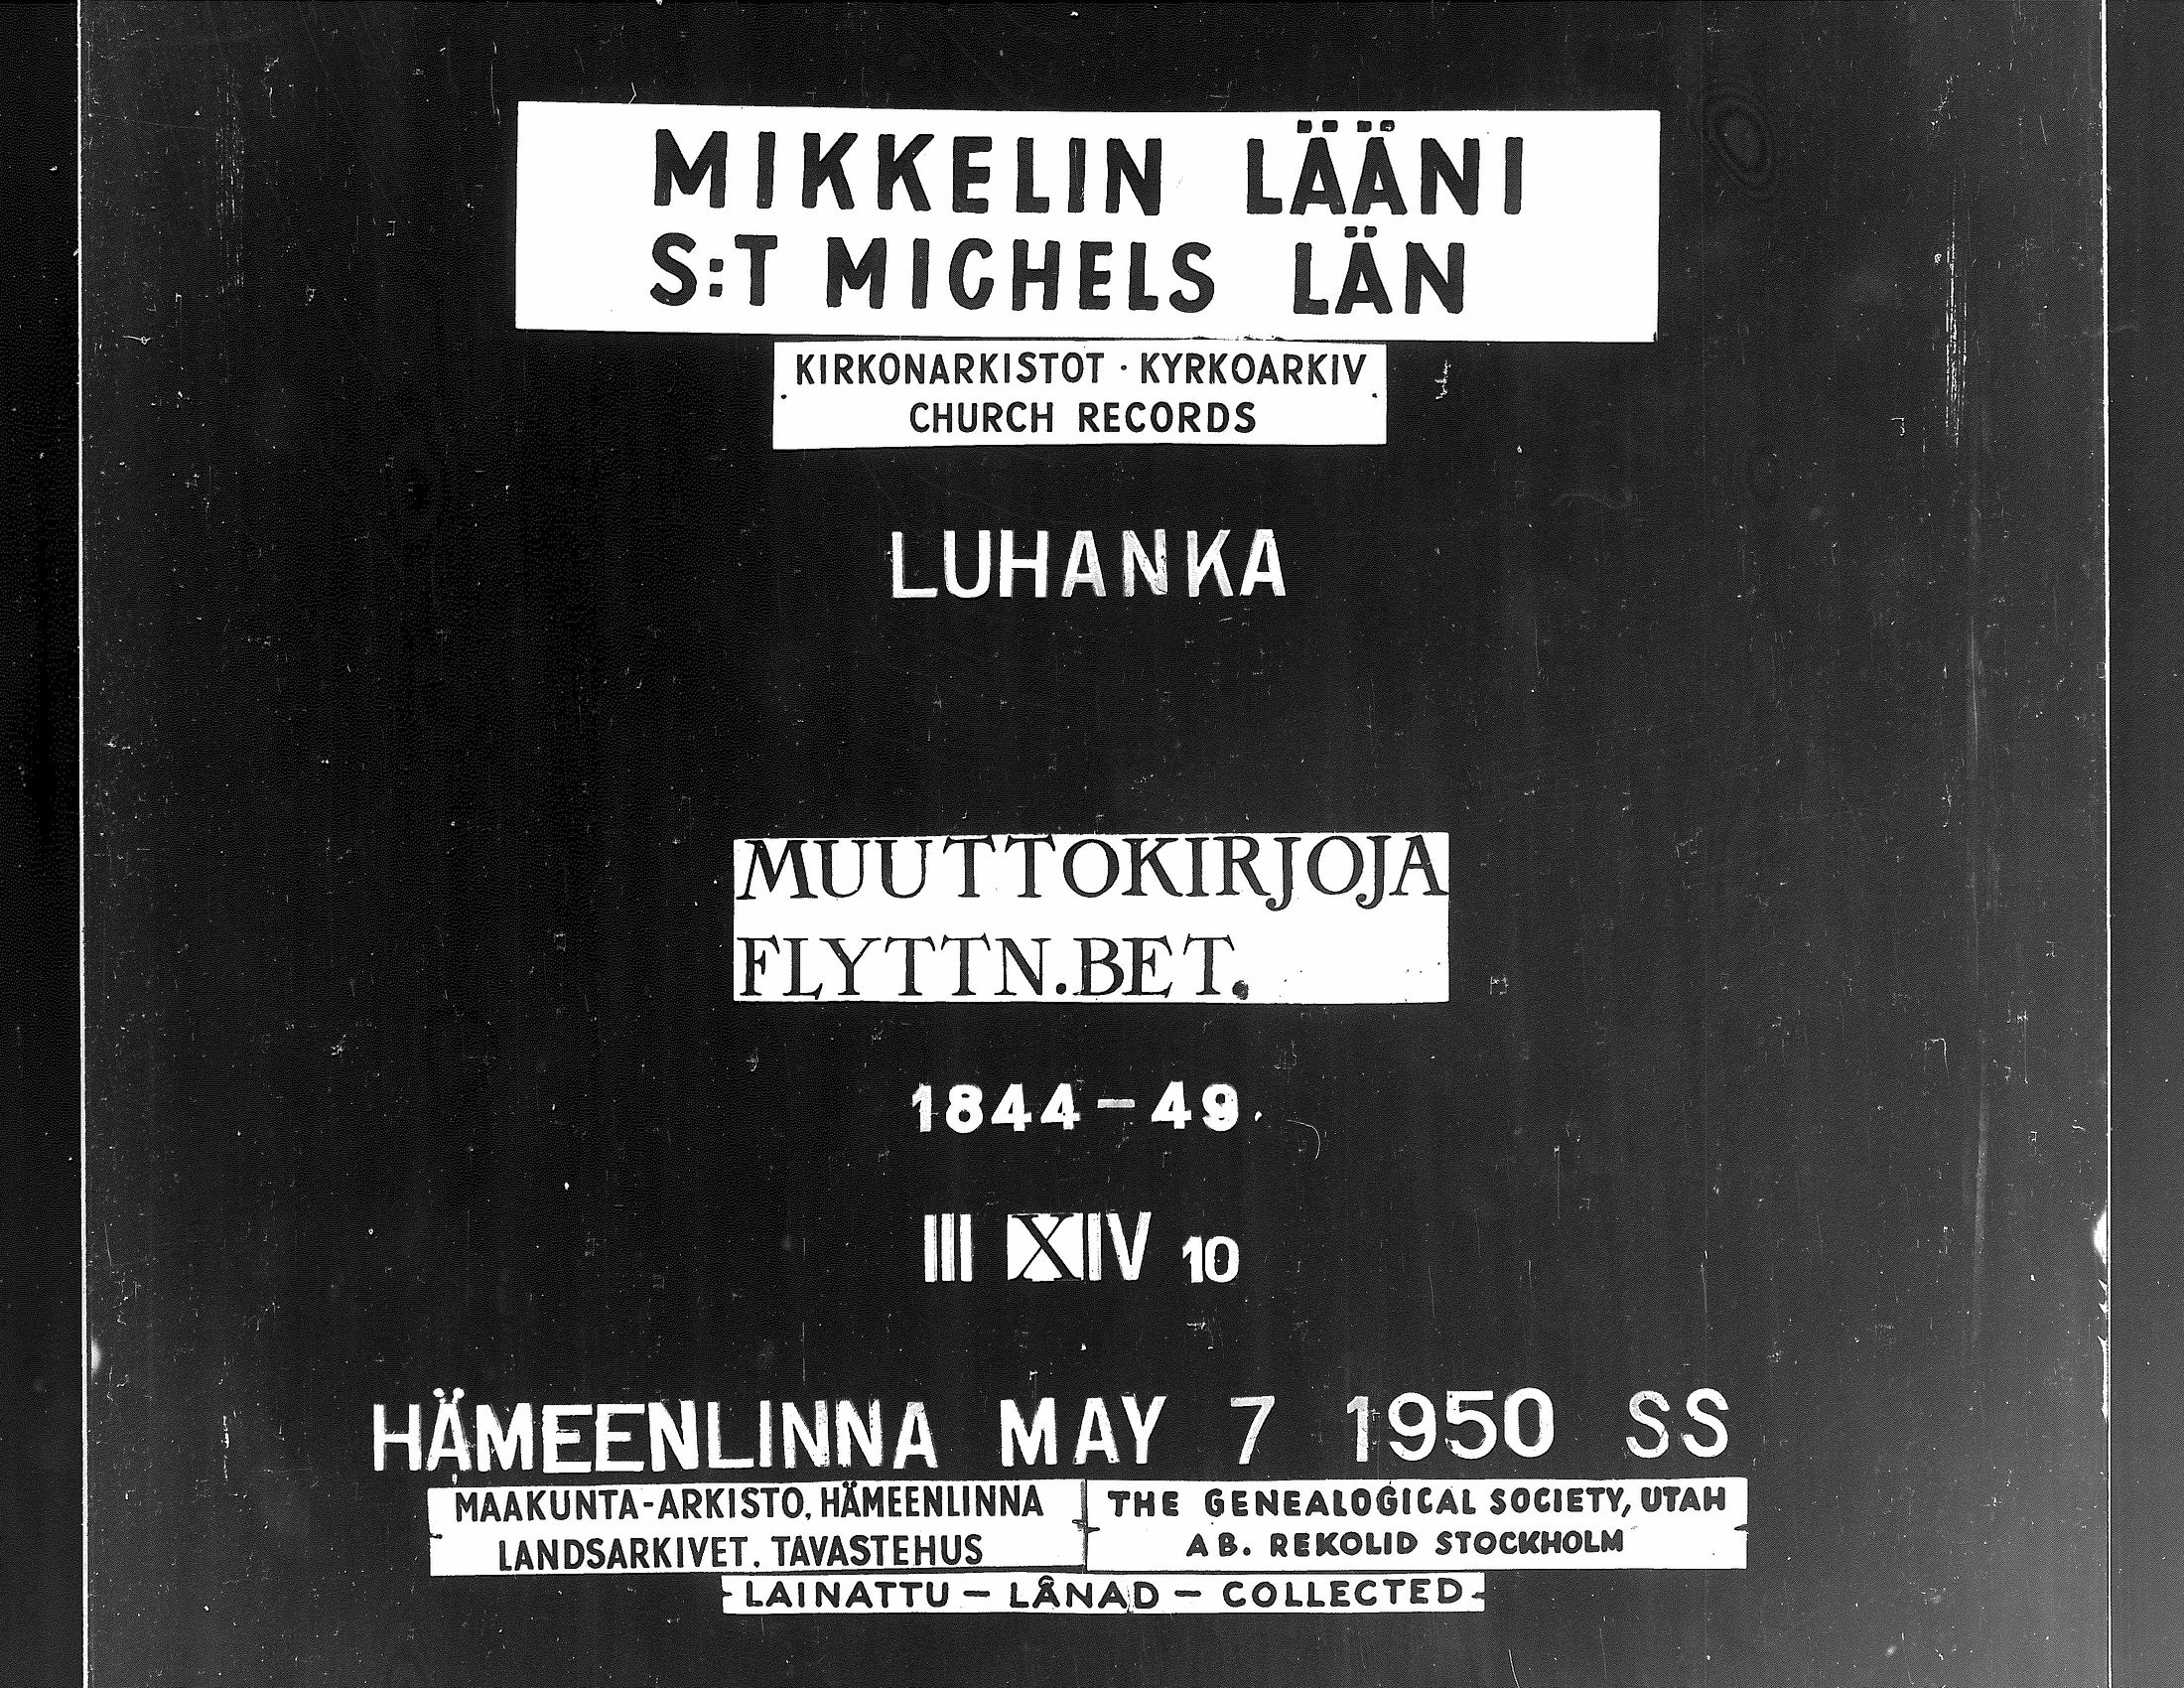 MIKKELIN LÄÄNI
S:T MICHELS LÄN
KIRKONARKISTOT · KYRKOARKIV
CHURCH RECORDS
LUHANKA
MUUTTOKIRJOJA
FLYTTN.BET.
1844-49.
III XIV 10
HÄMEENLINNA MAY 7 1950 SS
MAAKUNTA-ARKISTO, HÄMEENLINNA
LANDSARKIVET, TAVASTEHUS
THE GENEALOGICAL SOCIETY, UTAH
AB. REKOLID STOCKHOLM
LAINATTU - LÅNAD - COLLECTED